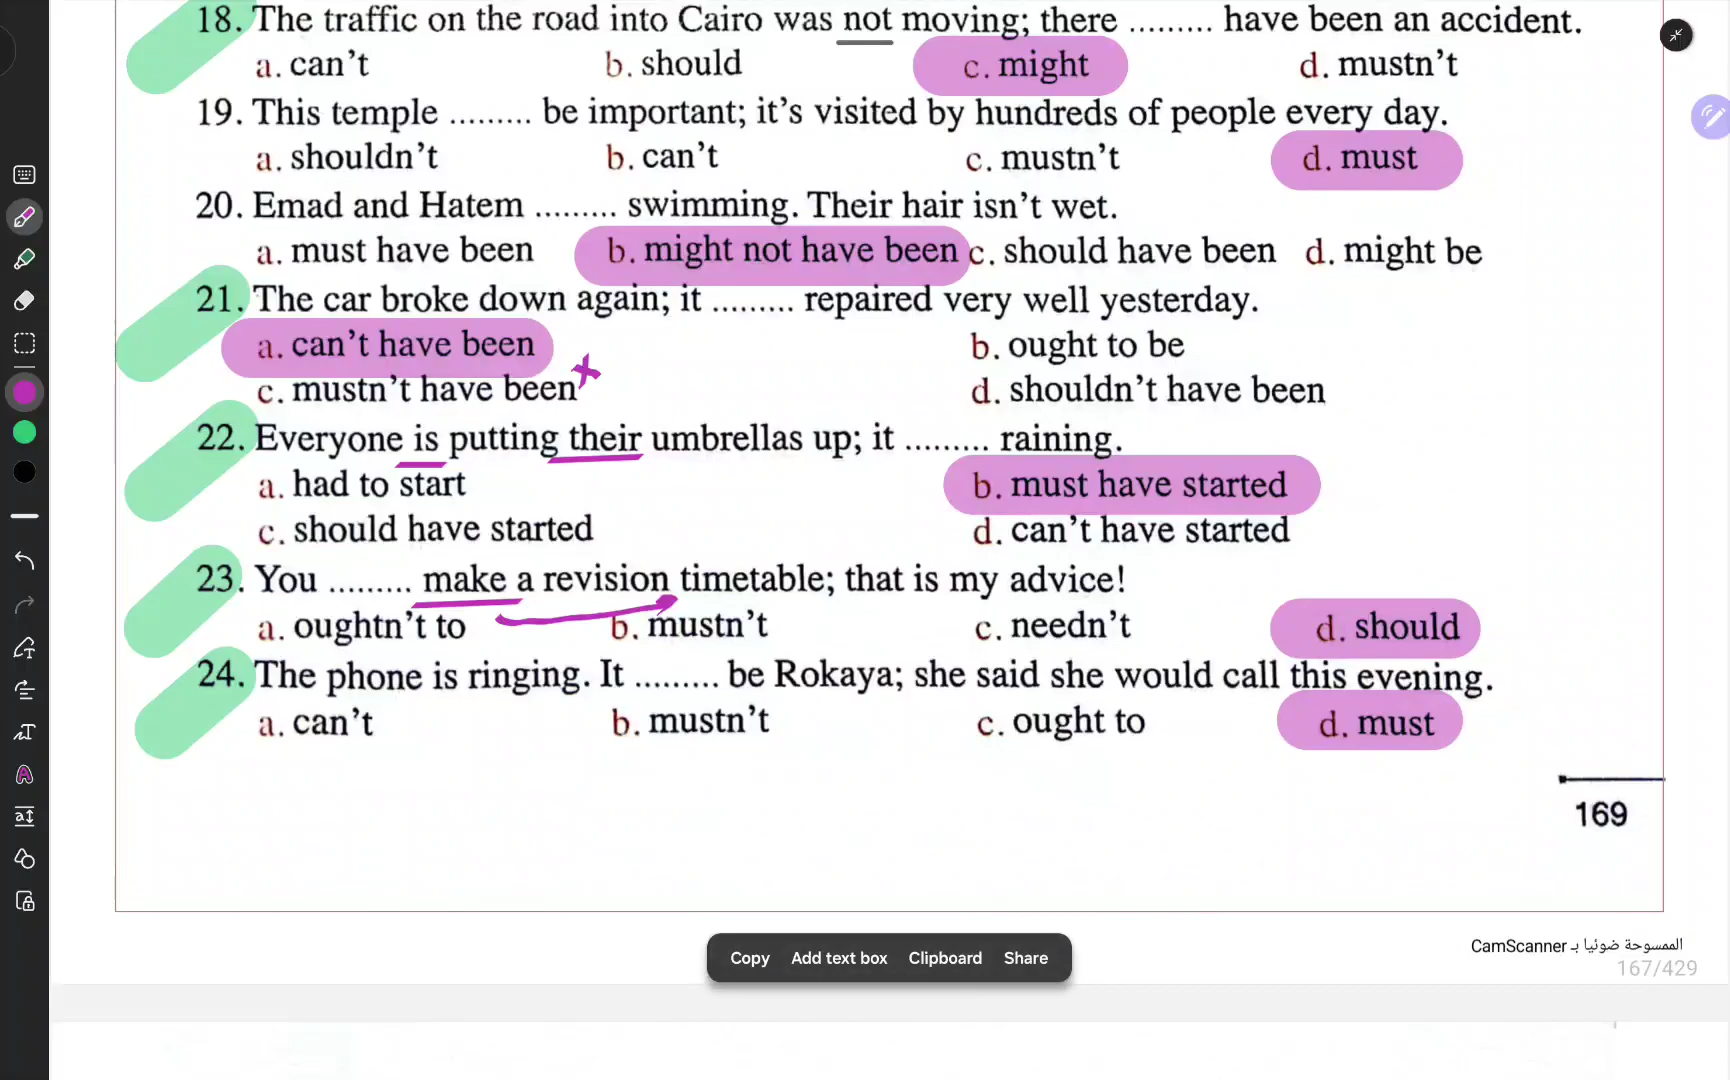 18. The traffic on the road into Cairo was not moving; there ......... have been an accident.
a. can't b. should c. might d. mustn't
19. This temple ......... be important; it's visited by hundreds of people every day.
a. shouldn't b. can't c. mustn't d. must
20. Emad and Hatem ......... swimming. Their hair isn't wet.
a. must have been b. might not have been c. should have been d. might be
21. The car broke down again; it ......... repaired very well yesterday.
a. can't have been b. ought to be
c. mustn't have been d. shouldn't have been
22. Everyone is putting their umbrellas up; it ......... raining.
a. had to start b. must have started
c. should have started d. can't have started
23. You ......... make a revision timetable; that is my advice!
a. oughtn't to b. mustn't c. needn't d. should
24. The phone is ringing. It ......... be Rokaya; she said she would call this evening.
a. can't b. mustn't c. ought to d. must
169
الممسوحة ضوئيا بـ CamScanner
167/429
Copy Add text box Clipboard Share